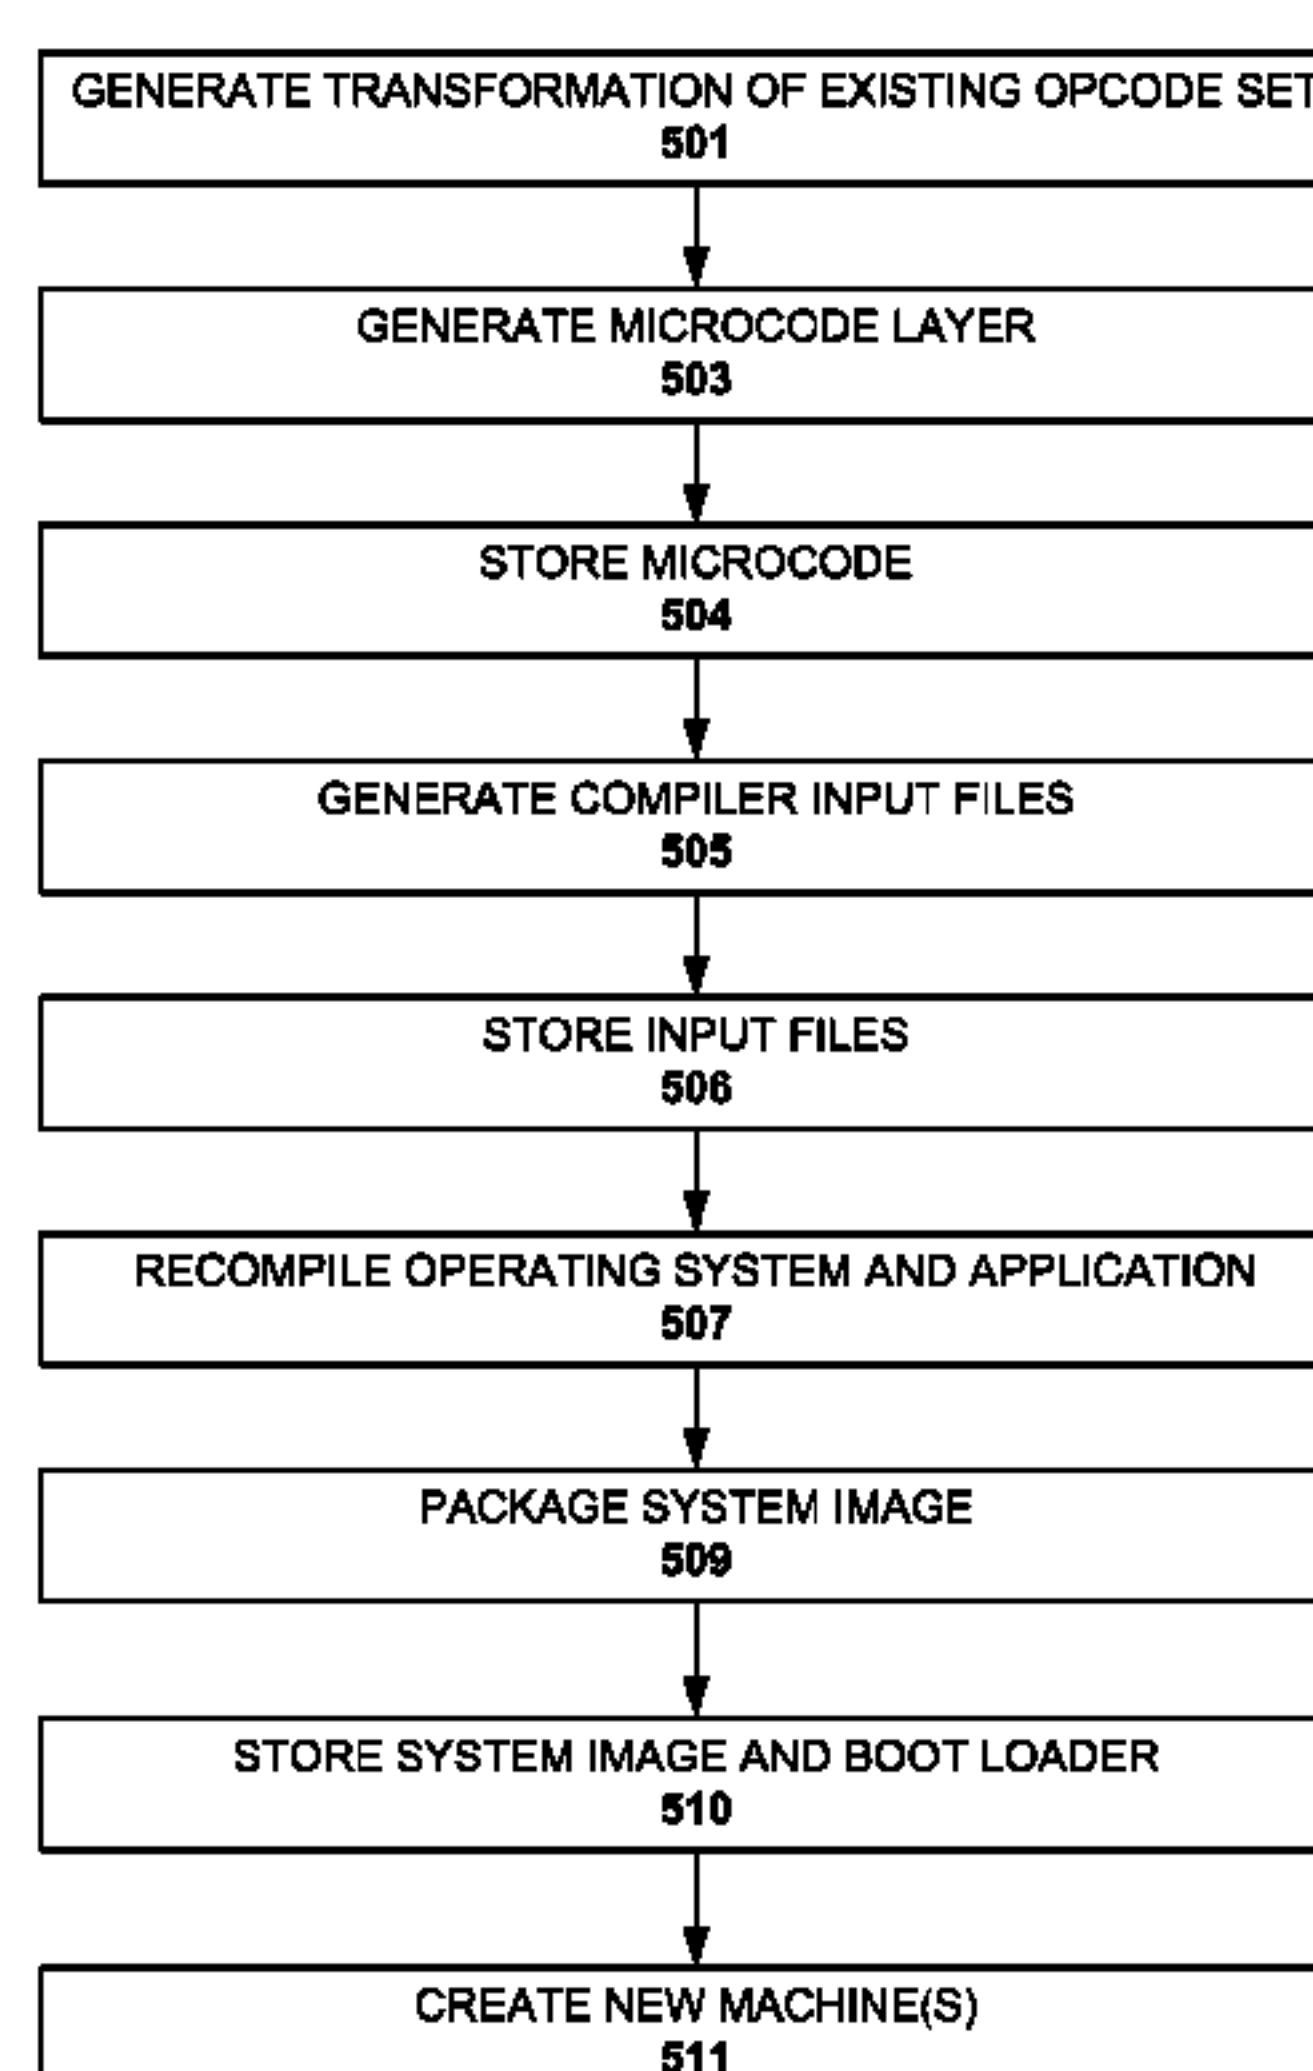 GENERATE TRANSFORMATION OF EXISTING OPCODE SET
501
GENERATE MICROCODE LAYER
503
STORE MICROCODE
504
GENERATE COMPILER INPUT FILES
505
STORE INPUT FILES
506
RECOMPILE OPERATING SYSTEM AND APPLICATION
507
PACKAGE SYSTEM IMAGE
509
STORE SYSTEM IMAGE AND BOOT LOADER
510
CREATE NEW MACHINE(S)
511